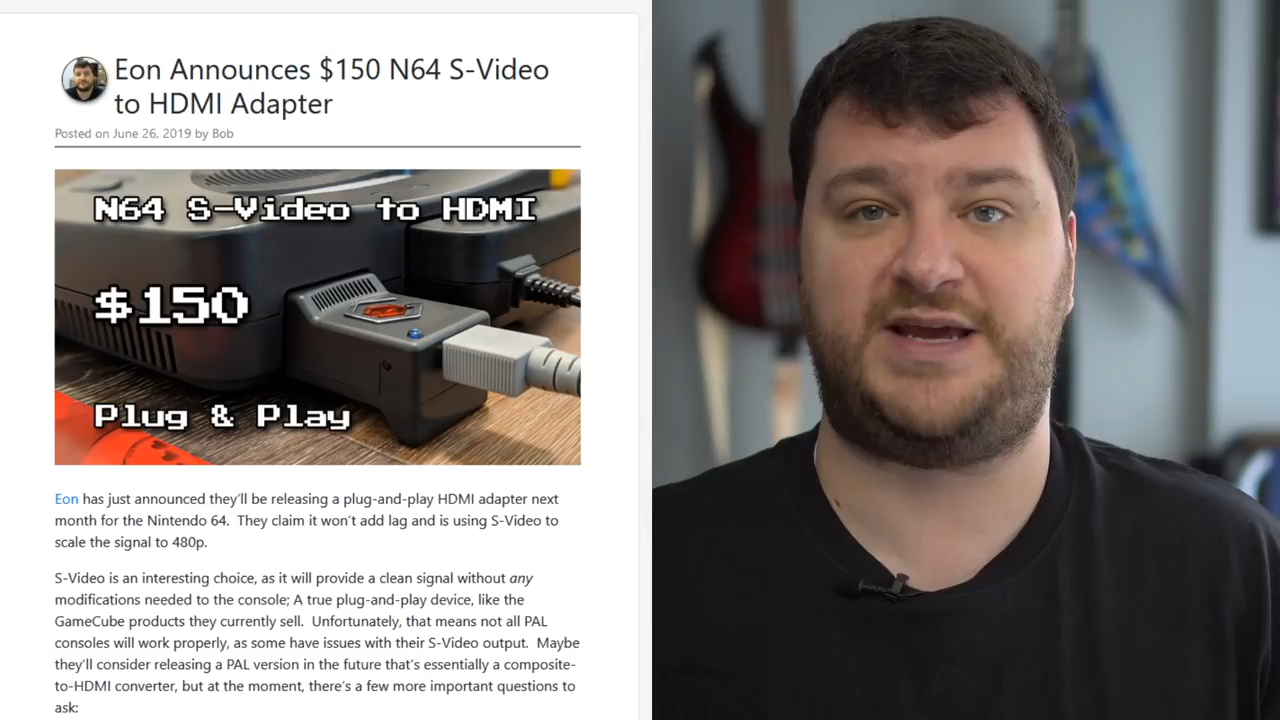 Eon Announces $150 N64 S-Video
to HDMI Adapter
Posted on June 26, 2019 by Bob
N64 S-Video to HDMI
$150
Plug & Play
Eon has just announced they'll be releasing a plug-and-play HDMI adapter next
month for the Nintendo 64.  They claim it won't add lag and is using S-Video to
scale the signal to 480p.
S-Video is an interesting choice, as it will provide a clean signal without any
modifications needed to the console; A true plug-and-play device, like the
GameCube products they currently sell.  Unfortunately, that means not all PAL
consoles will work properly, as some have issues with their S-Video output.  Maybe
they'll consider releasing a PAL version in the future that's essentially a composite-
to-HDMI converter, but at the moment, there's a few more important questions to
ask: